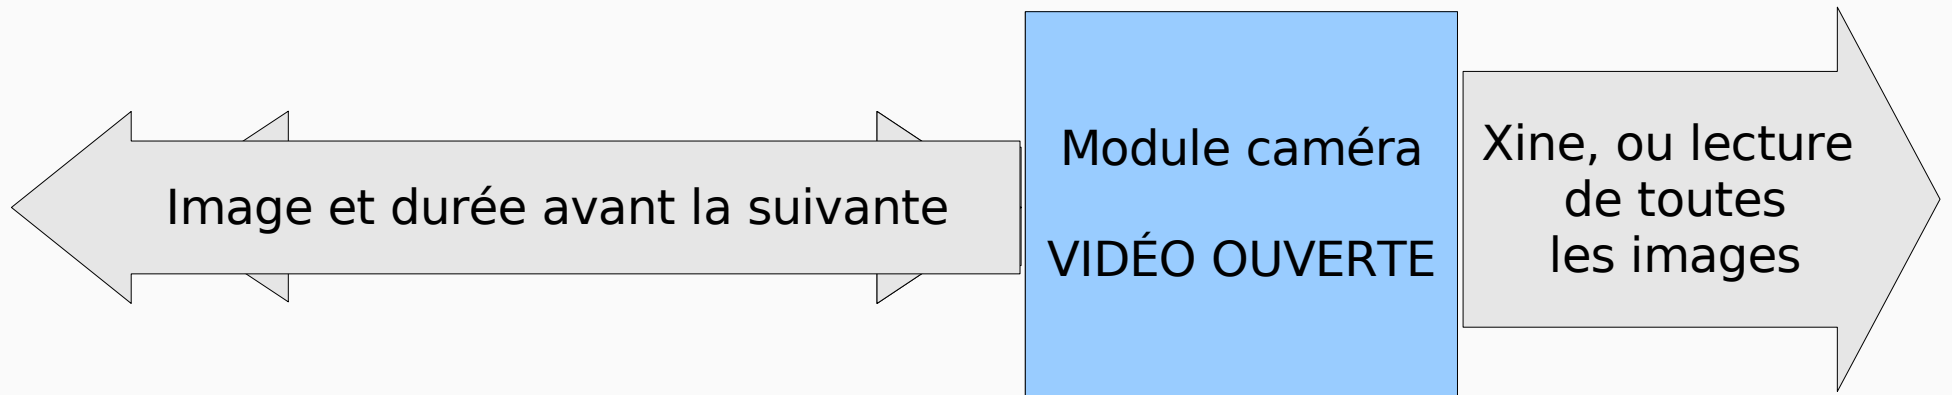 Image et durée avant la suivante
Module caméra
VIDÉO OUVERTE
Xine, ou lecture
de toutes
les images